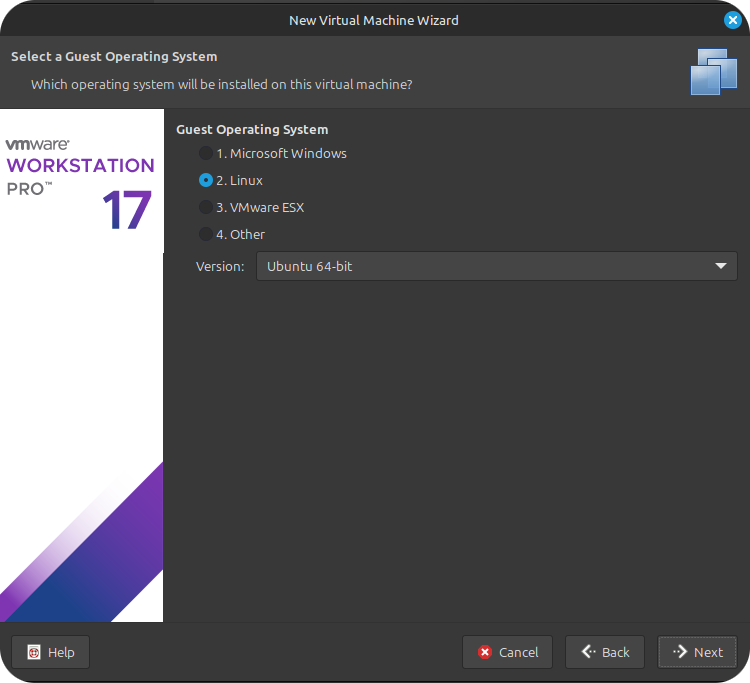 New Virtual Machine Wizard
Select a Guest Operating System
Which operating system will be installed on this virtual machine?
vmware®
WORKSTATION
PRO™
17
Guest Operating System
1. Microsoft Windows
2. Linux
3. VMware ESX
4. Other
Version: Ubuntu 64-bit
Help Cancel Back Next